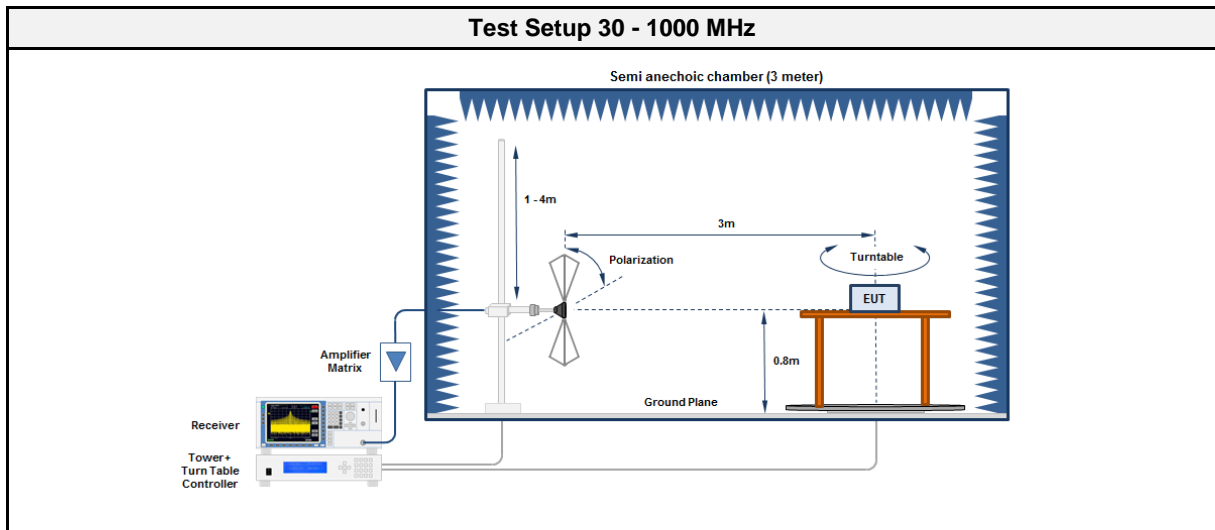 Test Setup 30 - 1000 MHz
Semi anechoic chamber (3 meter)
1 - 4m
3m
Polarization
Turntable
EUT
Amplifier
Matrix
0.8m
Ground Plane
Receiver
Tower+
Turn Table
Controller